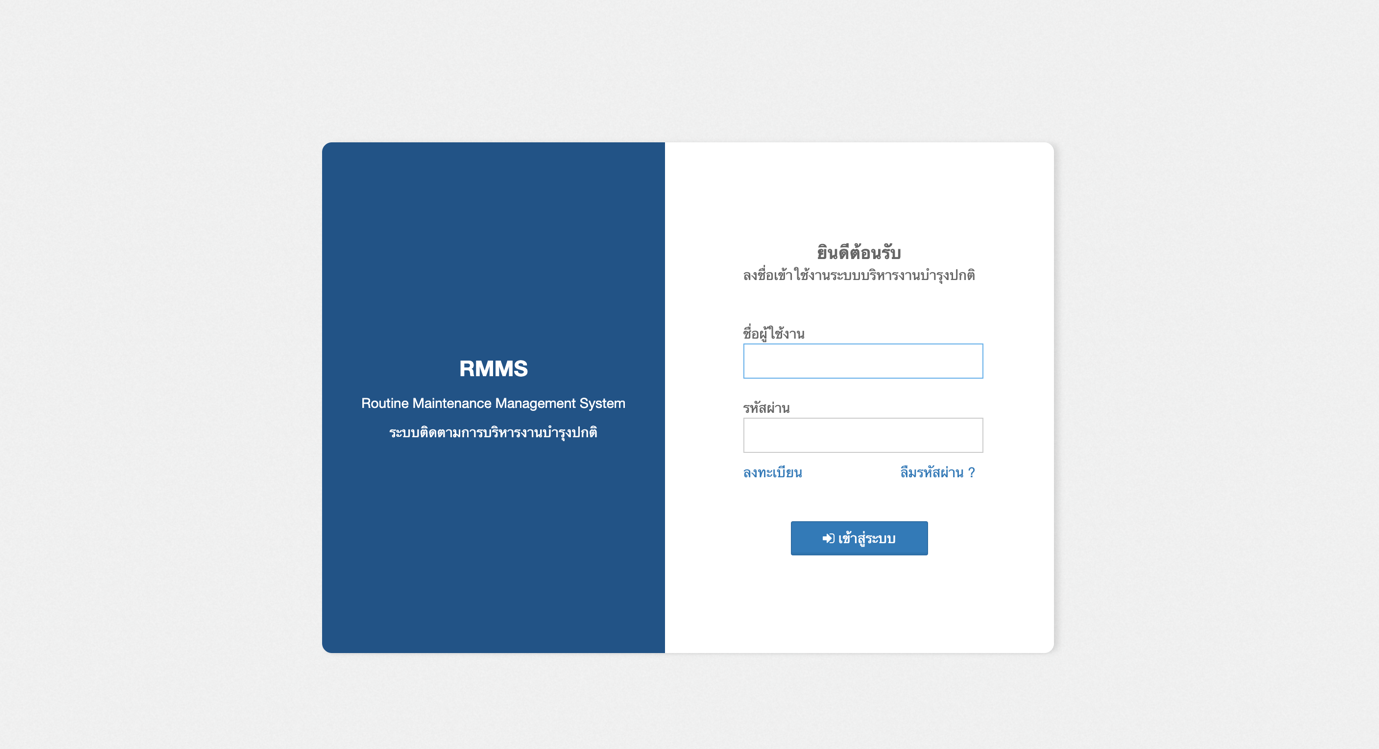 RMMS
Routine Maintenance Management System
ระบบติดตามการบริหารงานบำรุงปกติ
ยินดีต้อนรับ
ลงชื่อเข้าใช้งานระบบบริหารงานบำรุงปกติ
ชื่อผู้ใช้งาน
รหัสผ่าน
ลงทะเบียน ลืมรหัสผ่าน ?
เข้าสู่ระบบ